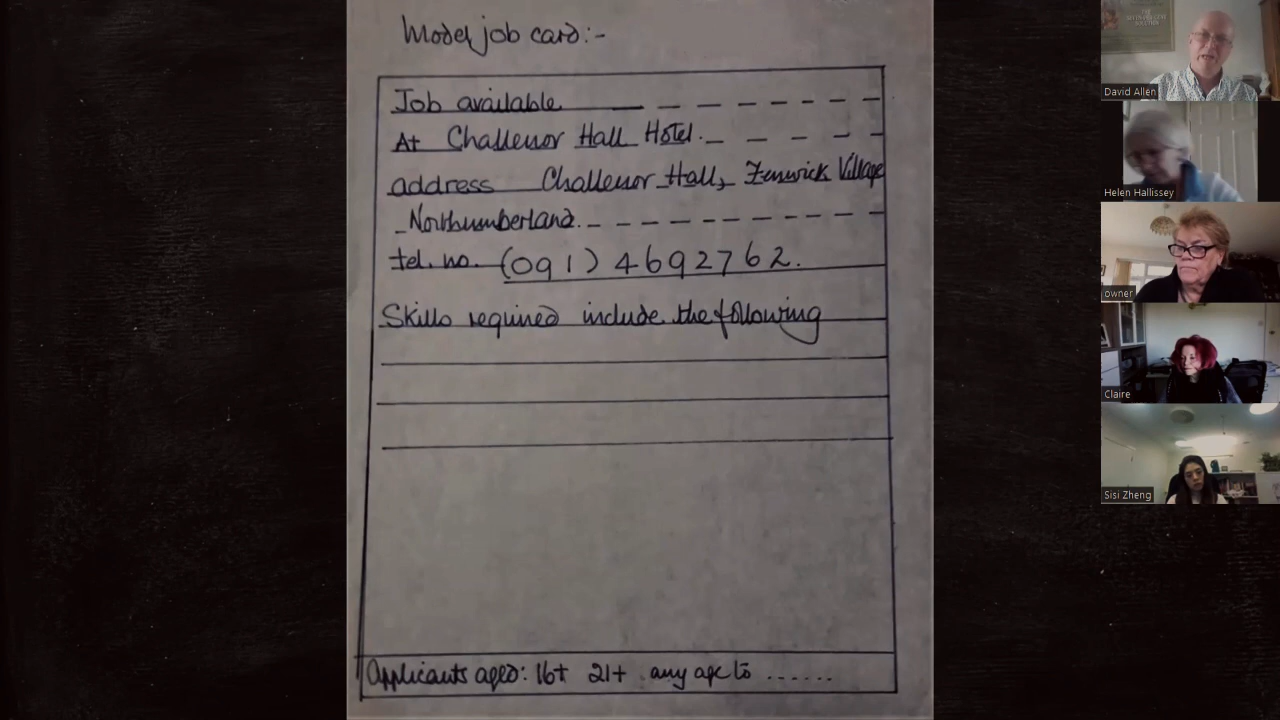 Model job card:-
Job available
At Challenor Hall Hotel.
address Challenor Hall, Fenwick Village
Northumberland.
tel. no. (091) 4692762.
Skills required include the following
Applicants aged: 16+ 21+ any age to ......
David Allen
Helen Hallissey
owner
Claire
Sisi Zheng